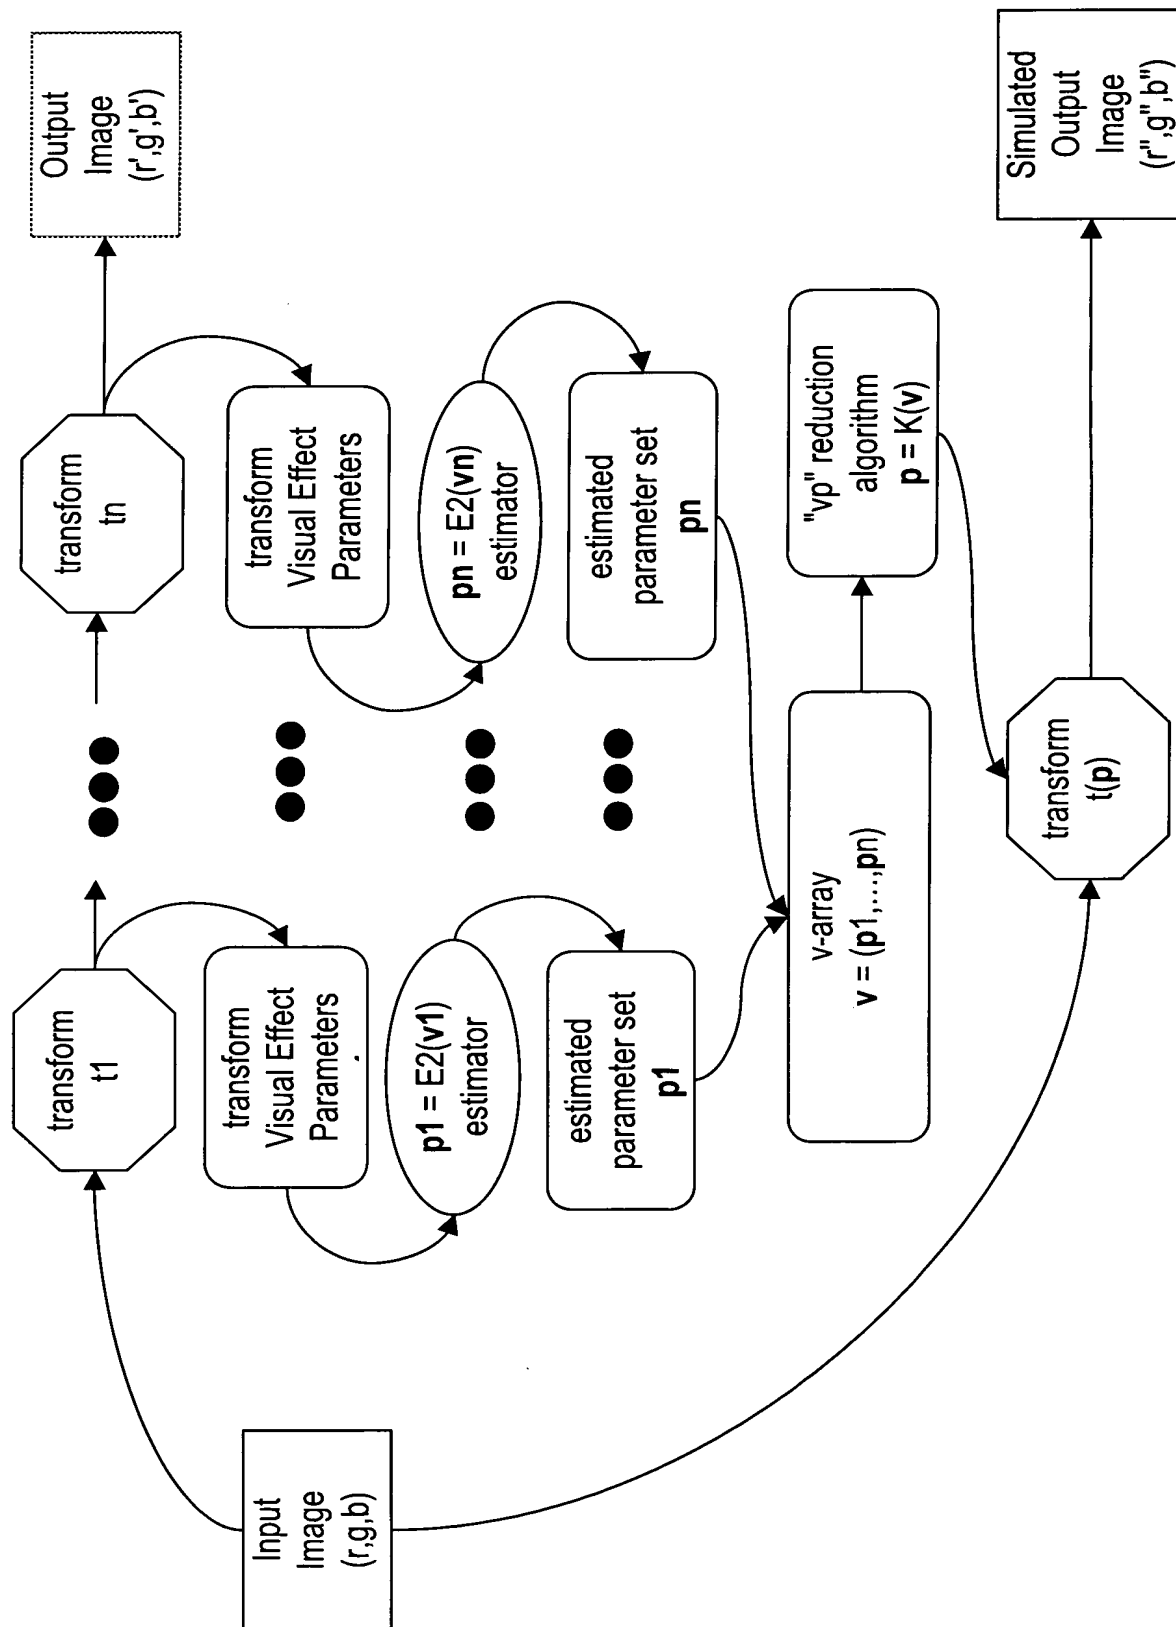 Input
Image
(r,g,b)
transform
t1
transform
Visual Effect
Parameters
p1 = E2(v1)
estimator
estimated
parameter set
p1
transform
tn
transform
Visual Effect
Parameters
pn = E2(vn)
estimator
estimated
parameter set
pn
v-array
v = (p1,...,pn)
"vp" reduction
algorithm
p = K(v)
transform
t(p)
Output
Image
(r',g',b')
Simulated
Output
Image
(r",g",b")